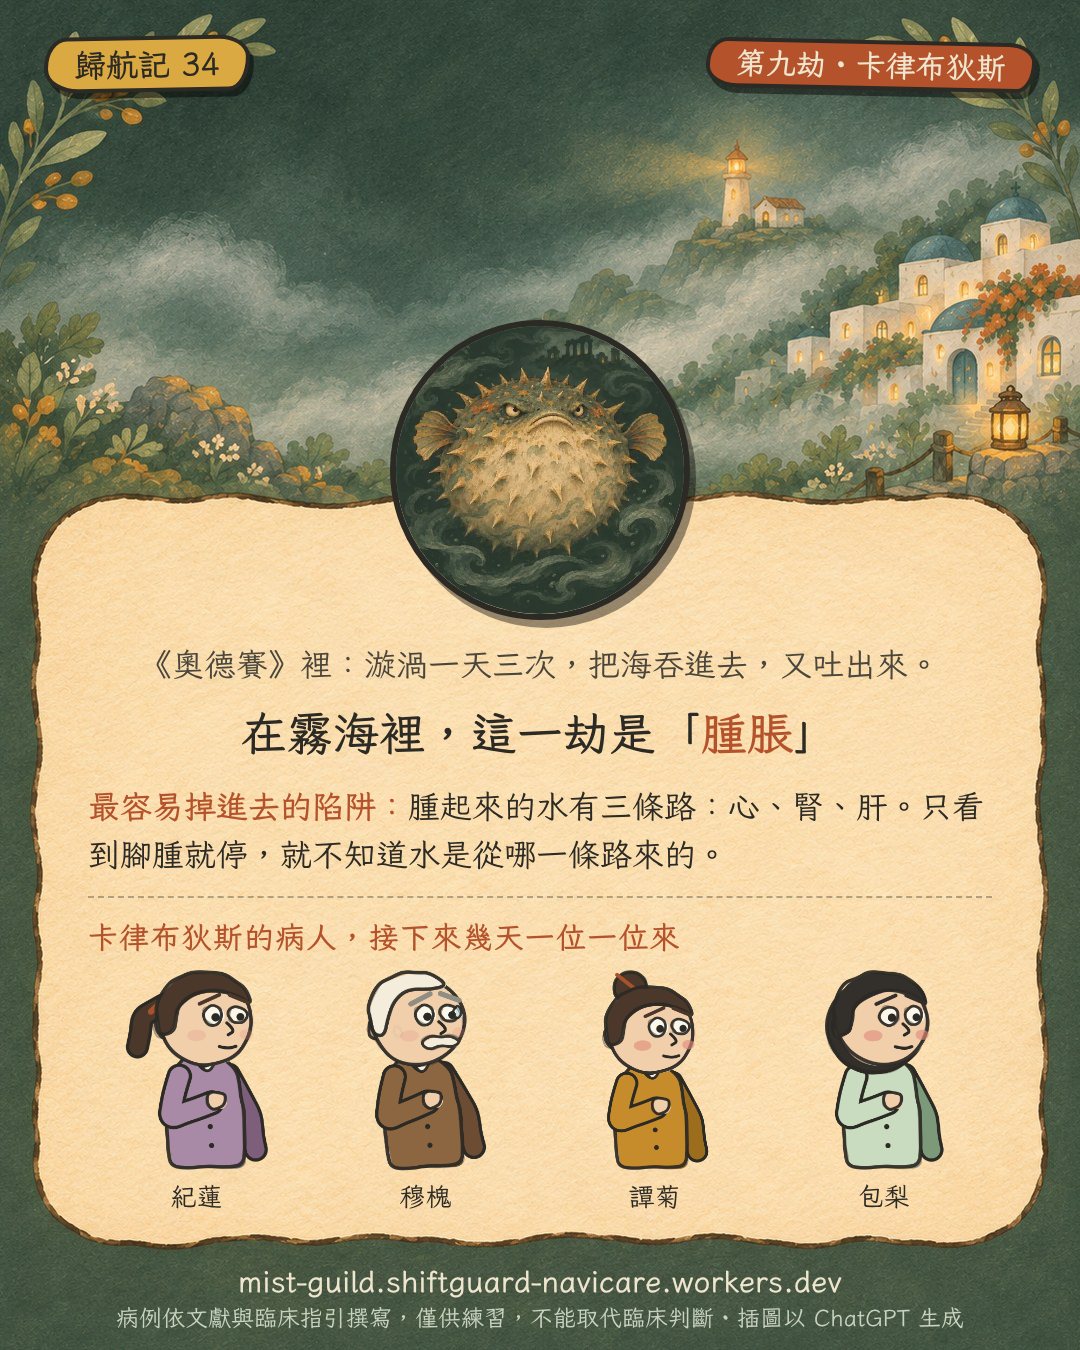 歸航記 34
第九劫・卡律布狄斯
《奧德賽》裡：漩渦一天三次，把海吞進去，又吐出來。
在霧海裡，這一劫是「腫脹」
最容易掉進去的陷阱：腫起來的水有三條路：心、腎、肝。只看
到腳腫就停，就不知道水是從哪一條路來的。
卡律布狄斯的病人，接下來幾天一位一位來
紀蓮
穆槐
譚菊
包梨
mist-guild.shiftguard-navicare.workers.dev
病例依文獻與臨床指引撰寫，僅供練習，不能取代臨床判斷・插圖以 ChatGPT 生成